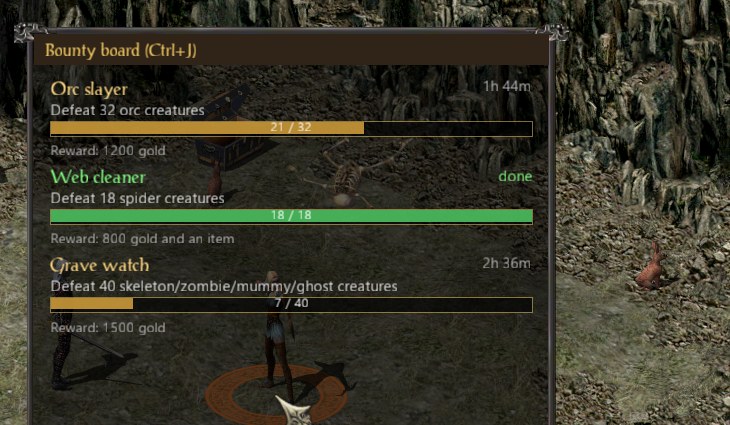 Bounty board (Ctrl+J)
Orc slayer 1h 44m
Defeat 32 orc creatures
21 / 32
Reward: 1200 gold
Web cleaner done
Defeat 18 spider creatures
18 / 18
Reward: 800 gold and an item
Grave watch 2h 36m
Defeat 40 skeleton/zombie/mummy/ghost creatures
7 / 40
Reward: 1500 gold